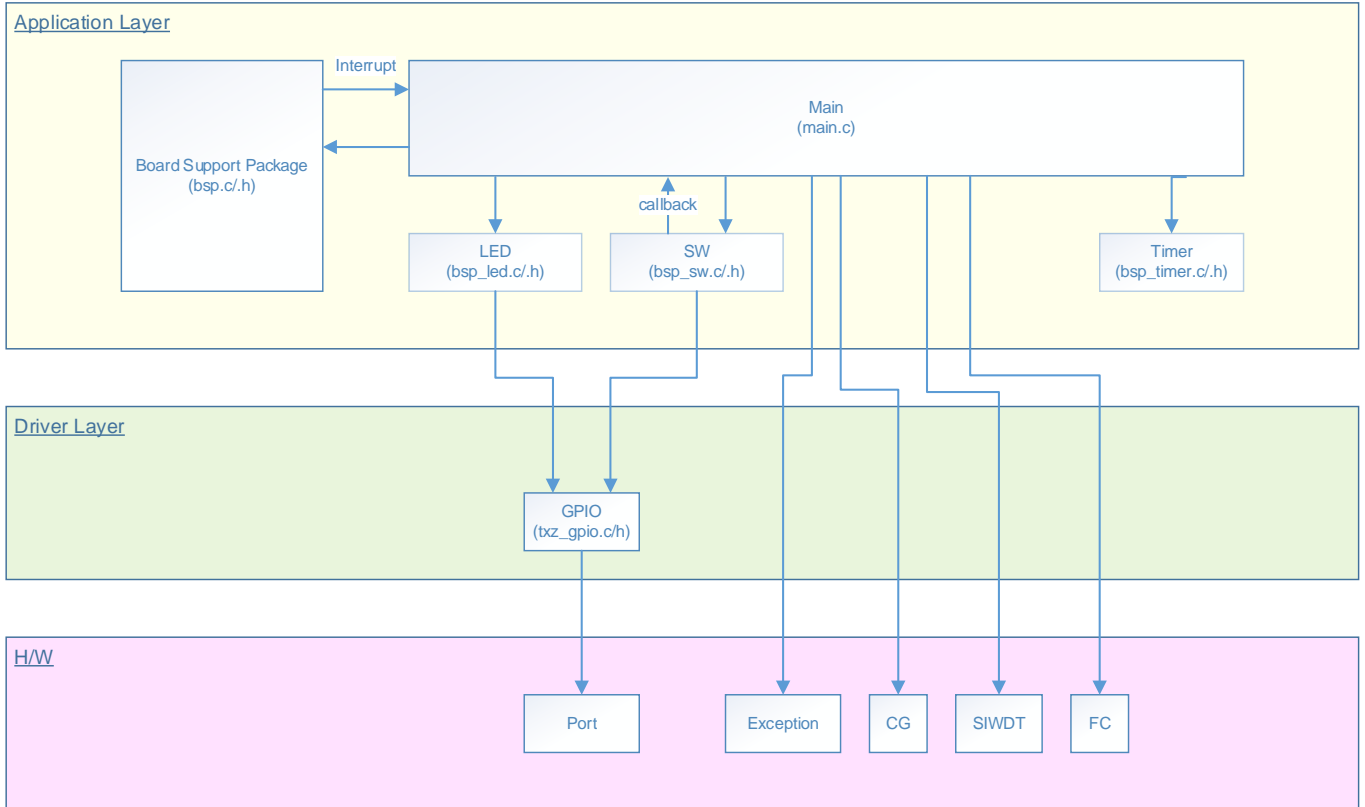 Application Layer
Interrupt
Main
(main.c)
Board Support Package
(bsp.c/.h)
callback
LED
(bsp_led.c/.h)
SW
(bsp_sw.c/.h)
Timer
(bsp_timer.c/.h)
Driver Layer
GPIO
(txz_gpio.c/h)
H/W
Port
Exception
CG
SIWDT
FC